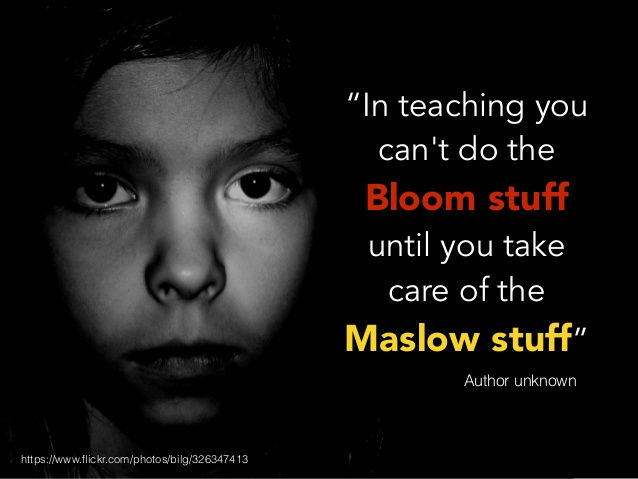 “In teaching you
can't do the
Bloom stuff
until you take
care of the
Maslow stuff”
Author unknown
https://www.flickr.com/photos/bilg/326347413